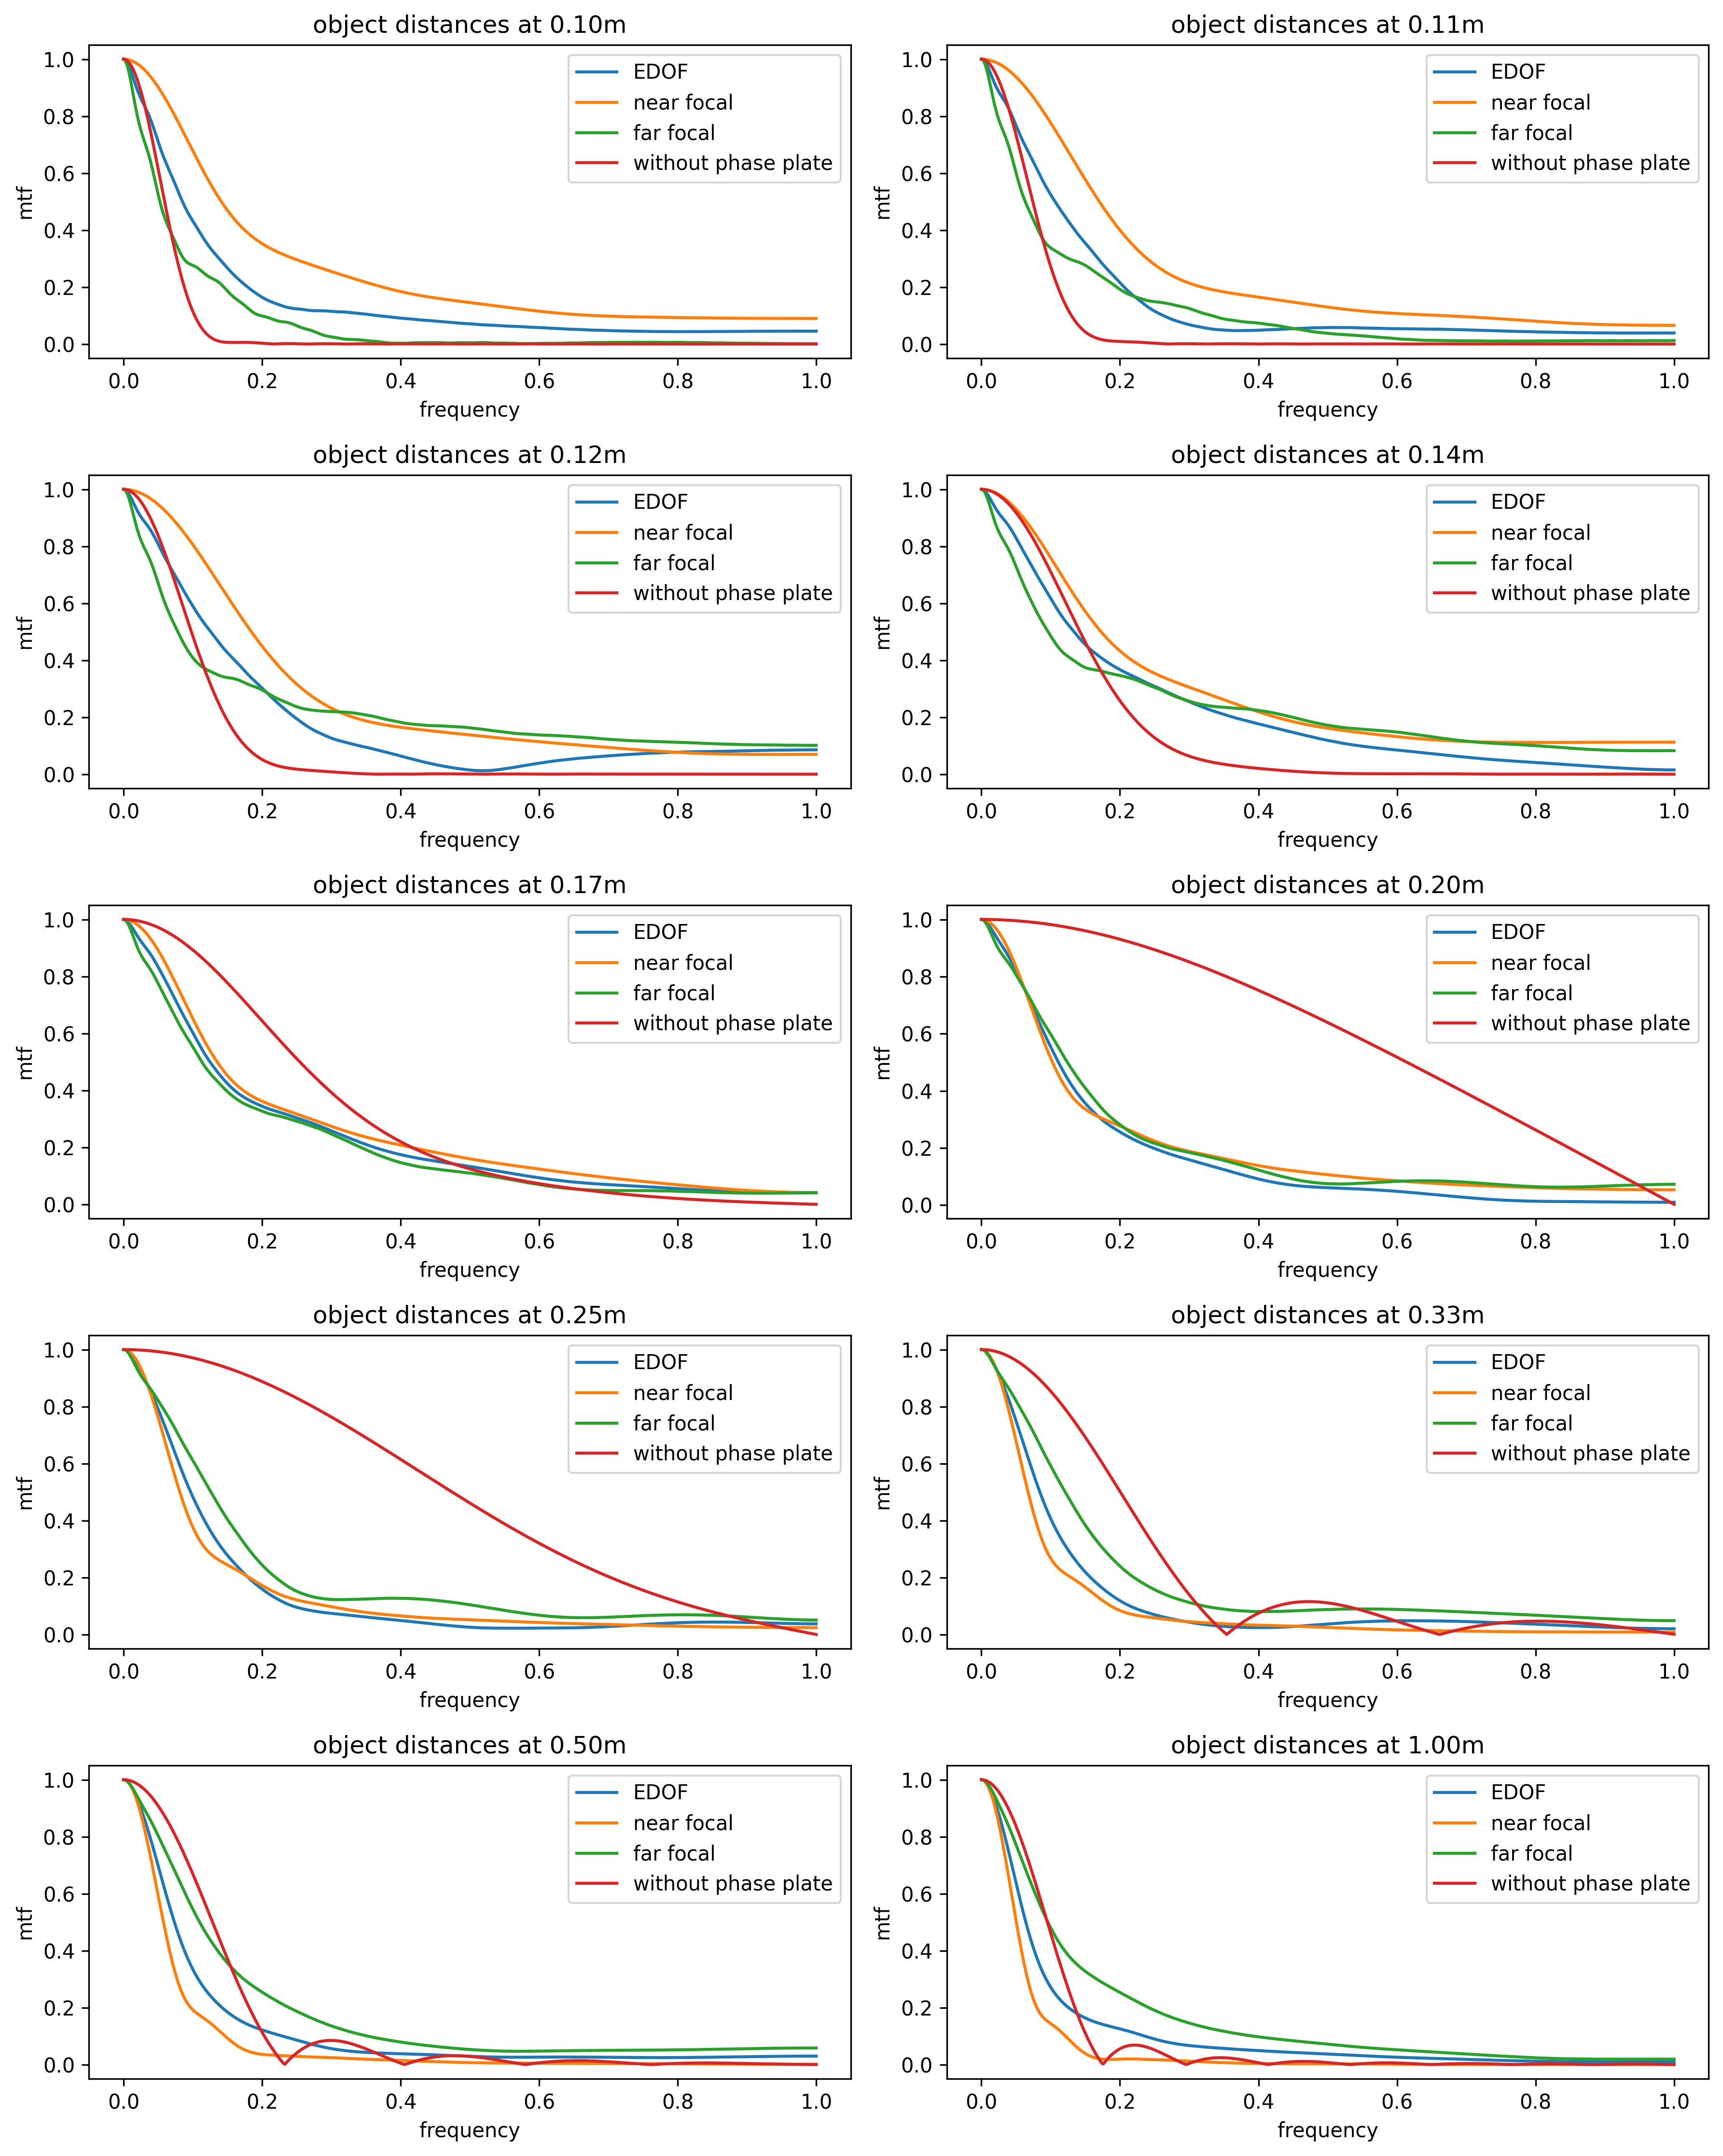 object distances at 0.10m
1.0
0.8
0.6
0.4
0.2
0.0
mtf
0.0 0.2 0.4 0.6 0.8 1.0
frequency
EDOF
near focal
far focal
without phase plate
object distances at 0.11m
1.0
0.8
0.6
0.4
0.2
0.0
mtf
0.0 0.2 0.4 0.6 0.8 1.0
frequency
EDOF
near focal
far focal
without phase plate
object distances at 0.12m
1.0
0.8
0.6
0.4
0.2
0.0
mtf
0.0 0.2 0.4 0.6 0.8 1.0
frequency
EDOF
near focal
far focal
without phase plate
object distances at 0.14m
1.0
0.8
0.6
0.4
0.2
0.0
mtf
0.0 0.2 0.4 0.6 0.8 1.0
frequency
EDOF
near focal
far focal
without phase plate
object distances at 0.17m
1.0
0.8
0.6
0.4
0.2
0.0
mtf
0.0 0.2 0.4 0.6 0.8 1.0
frequency
EDOF
near focal
far focal
without phase plate
object distances at 0.20m
1.0
0.8
0.6
0.4
0.2
0.0
mtf
0.0 0.2 0.4 0.6 0.8 1.0
frequency
EDOF
near focal
far focal
without phase plate
object distances at 0.25m
1.0
0.8
0.6
0.4
0.2
0.0
mtf
0.0 0.2 0.4 0.6 0.8 1.0
frequency
EDOF
near focal
far focal
without phase plate
object distances at 0.33m
1.0
0.8
0.6
0.4
0.2
0.0
mtf
0.0 0.2 0.4 0.6 0.8 1.0
frequency
EDOF
near focal
far focal
without phase plate
object distances at 0.50m
1.0
0.8
0.6
0.4
0.2
0.0
mtf
0.0 0.2 0.4 0.6 0.8 1.0
frequency
EDOF
near focal
far focal
without phase plate
object distances at 1.00m
1.0
0.8
0.6
0.4
0.2
0.0
mtf
0.0 0.2 0.4 0.6 0.8 1.0
frequency
EDOF
near focal
far focal
without phase plate